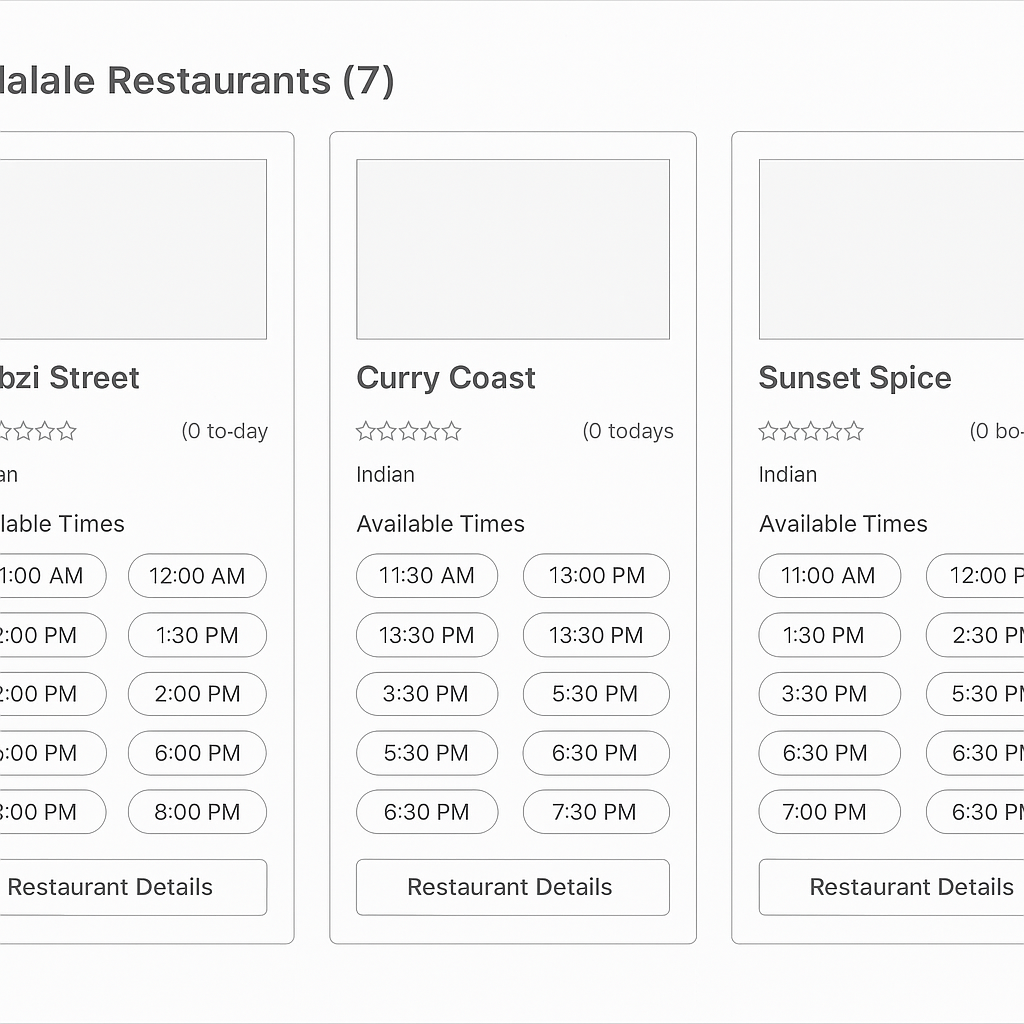 lalale Restaurants (7)
bzi Street
(0 to-day
an
lable Times
1:00 AM 12:00 AM
2:00 PM 1:30 PM
2:00 PM 2:00 PM
:00 PM 6:00 PM
8:00 PM 8:00 PM
Restaurant Details
Curry Coast
(0 todays
Indian
Available Times
11:30 AM 13:00 PM
13:30 PM 13:30 PM
3:30 PM 5:30 PM
5:30 PM 6:30 PM
6:30 PM 7:30 PM
Restaurant Details
Sunset Spice
(0 bo-
Indian
Available Times
11:00 AM 12:00 P
1:30 PM 2:30 PM
3:30 PM 5:30 PM
6:30 PM 6:30 PM
7:00 PM 6:30 PM
Restaurant Details